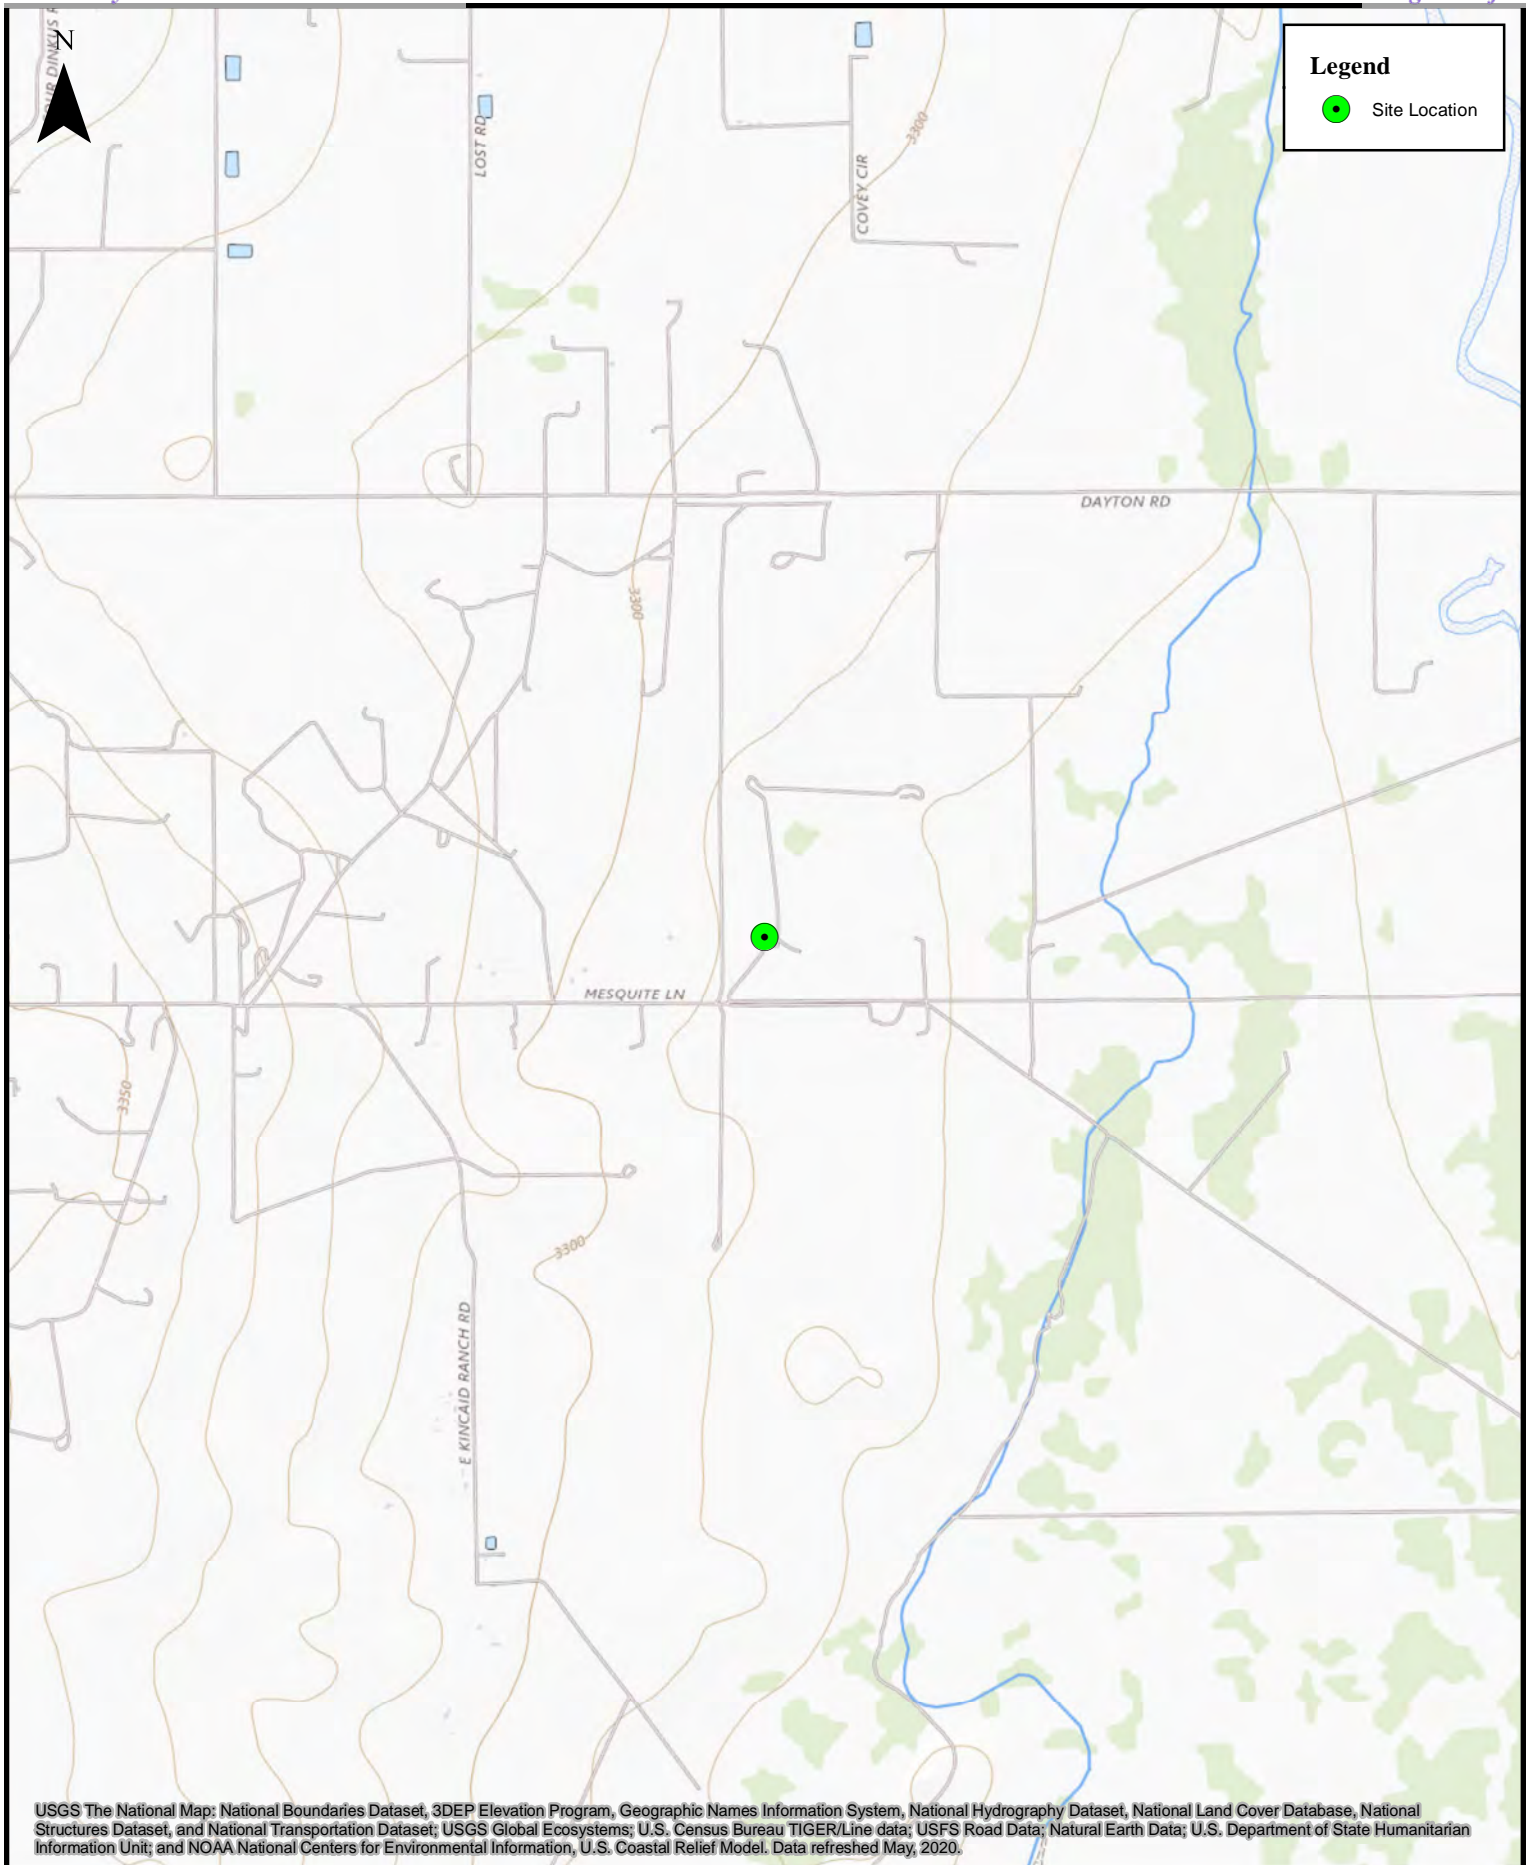 N
Legend
Site Location
LOST RD
COVEY CIR
3300
DAYTON RD
3300
MESQUITE LN
3350
3300
E KINCAID RANCH RD
USGS The National Map: National Boundaries Dataset, 3DEP Elevation Program, Geographic Names Information System, National Hydrography Dataset, National Land Cover Database, National
Structures Dataset, and National Transportation Dataset; USGS Global Ecosystems; U.S. Census Bureau TIGER/Line data; USFS Road Data; Natural Earth Data; U.S. Department of State Humanitarian
Information Unit; and NOAA National Centers for Environmental Information, U.S. Coastal Relief Model. Data refreshed May, 2020.